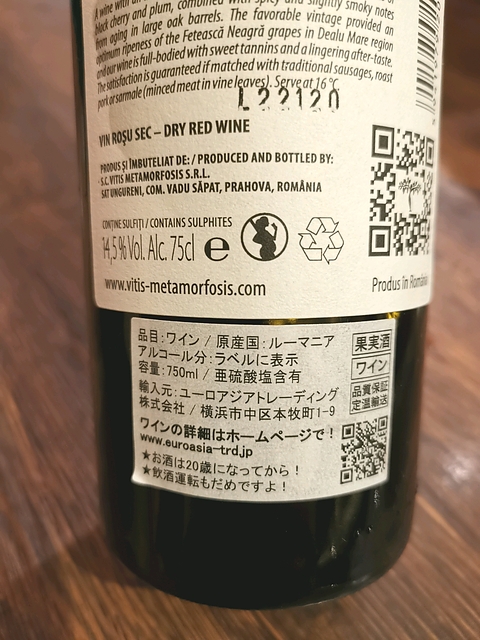 A wine with an
black cherry and plum, combined with spicy and slightly smoky notes
from aging in large oak barrels. The favorable vintage provided an
optimum ripeness of the Fetească Neagră grapes in Dealu Mare region
and our wine is full-bodied with sweet tannins and a lingering after-taste.
The satisfaction is guaranteed if matched with traditional sausages, roast
pork or sarmale (minced meat in vine leaves). Serve at 16 °C.
L22120
VIN ROŞU SEC – DRY RED WINE
PRODUS ŞI ÎMBUTELIAT DE: / PRODUCED AND BOTTLED BY:
S.C. VITIS METAMORFOSIS S.R.L.
SAT UNGURENI, COM. VADU SĂPAT, PRAHOVA, ROMÂNIA
CONŢINE SULFIŢI / CONTAINS SULPHITES
14,5% Vol. Alc. 75cl e
www.vitis-metamorfosis.com
Produs în România
品目:ワイン / 原産国:ルーマニア
アルコール分:ラベルに表示
容量:750ml / 亜硫酸塩含有
輸入元:ユーロアジアトレーディング
株式会社 / 横浜市中区本牧町1-9
ワインの詳細はホームページで!
www.euroasia-trd.jp
★お酒は20歳になってから!
★飲酒運転もだめですよ!
果実酒
ワイン
品質保証
定温輸送